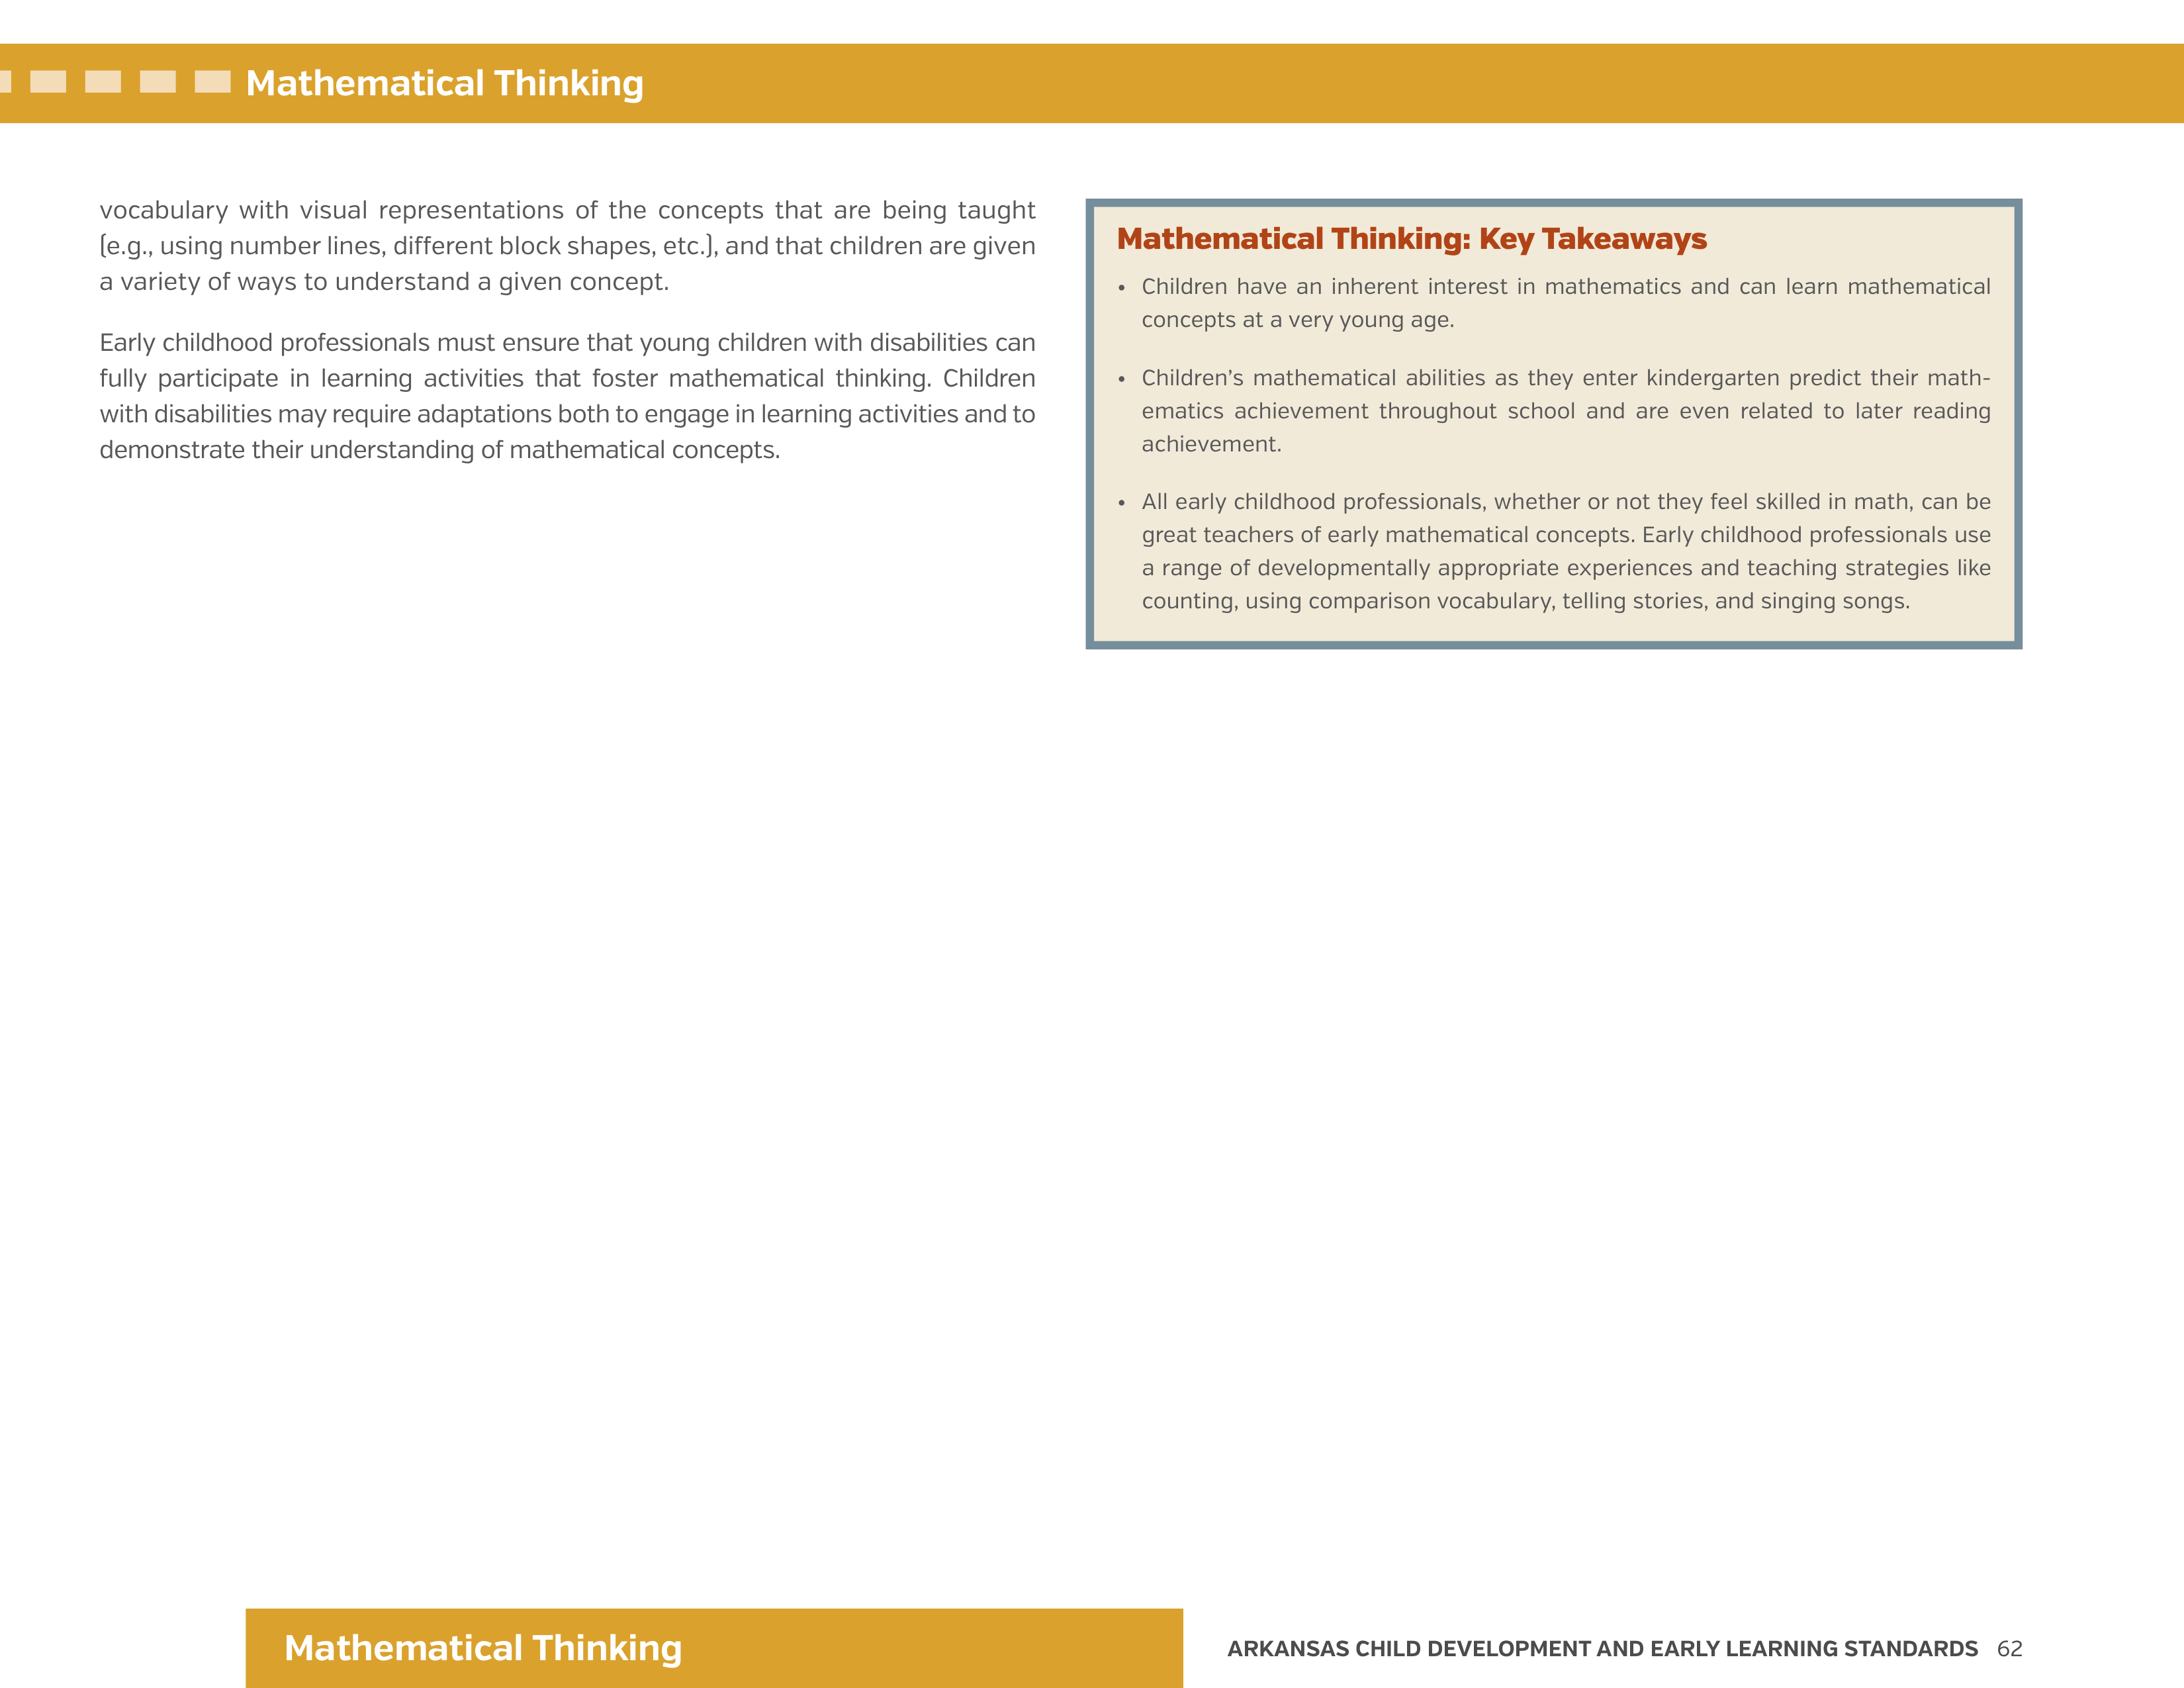 Mathematical Thinking
vocabulary with visual representations of the concepts that are being taught
(e.g., using number lines, different block shapes, etc.), and that children are given
a variety of ways to understand a given concept.
Early childhood professionals must ensure that young children with disabilities can
fully participate in learning activities that foster mathematical thinking. Children
with disabilities may require adaptations both to engage in learning activities and to
demonstrate their understanding of mathematical concepts.
Mathematical Thinking: Key Takeaways
• Children have an inherent interest in mathematics and can learn mathematical
concepts at a very young age.
• Children’s mathematical abilities as they enter kindergarten predict their math-
ematics achievement throughout school and are even related to later reading
achievement.
• All early childhood professionals, whether or not they feel skilled in math, can be
great teachers of early mathematical concepts. Early childhood professionals use
a range of developmentally appropriate experiences and teaching strategies like
counting, using comparison vocabulary, telling stories, and singing songs.
Mathematical Thinking
ARKANSAS CHILD DEVELOPMENT AND EARLY LEARNING STANDARDS 62